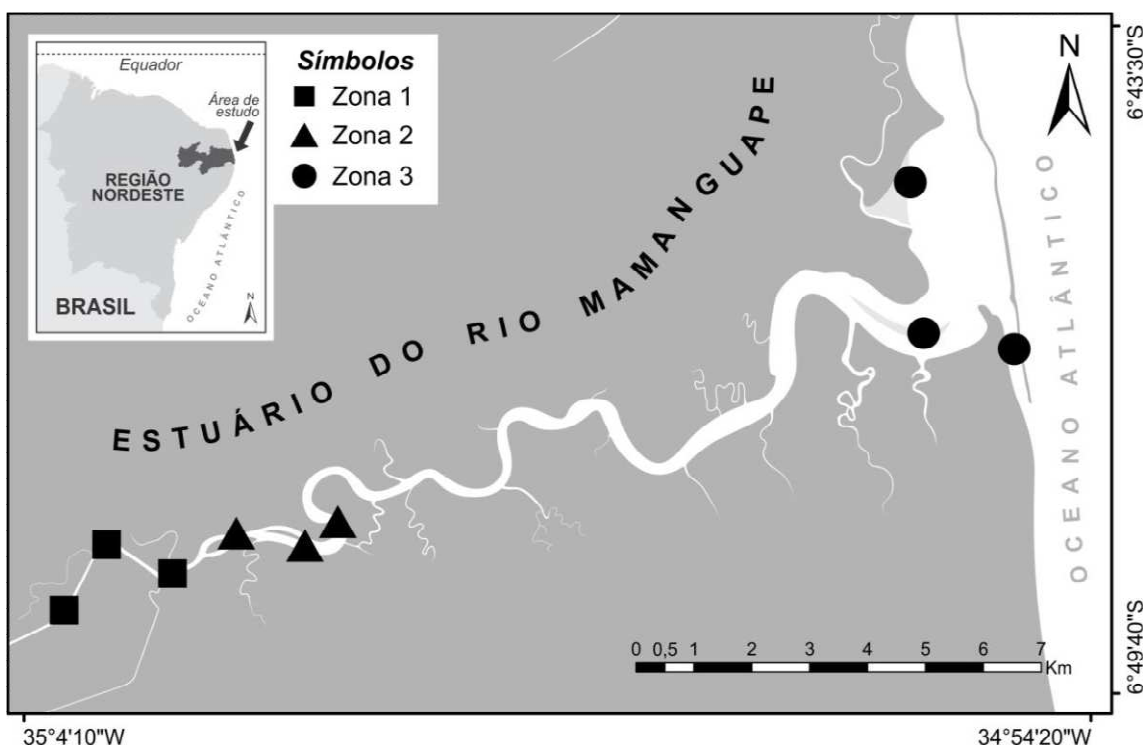 Equador
Área de
estudo
REGIÃO
NORDESTE
OCEANO ATLÂNTICO
BRASIL
N
Símbolos
Zona 1
Zona 2
Zona 3
ESTUÁRIO DO RIO MAMANGUAPE
N
OCEANO ATLÂNTICO
6°43'30"S
6°49'40"S
0 0,5 1 2 3 4 5 6 7
Km
35°4'10"W
34°54'20"W